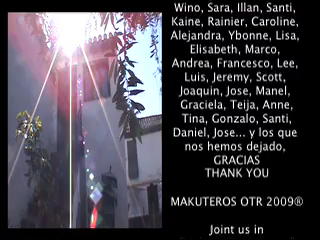 Wino, Sara, Illan, Santi,
Kaine, Rainier, Caroline,
Alejandra, Ybonne, Lisa,
Elisabeth, Marco,
Andrea, Francesco, Lee,
Luis, Jeremy, Scott,
Joaquin, Jose, Manel,
Graciela, Teija, Anne,
Tina, Gonzalo, Santi,
Daniel, Jose... y los que
nos hemos dejado,
GRACIAS
THANK YOU
MAKUTEROS OTR 2009®
Joint us in